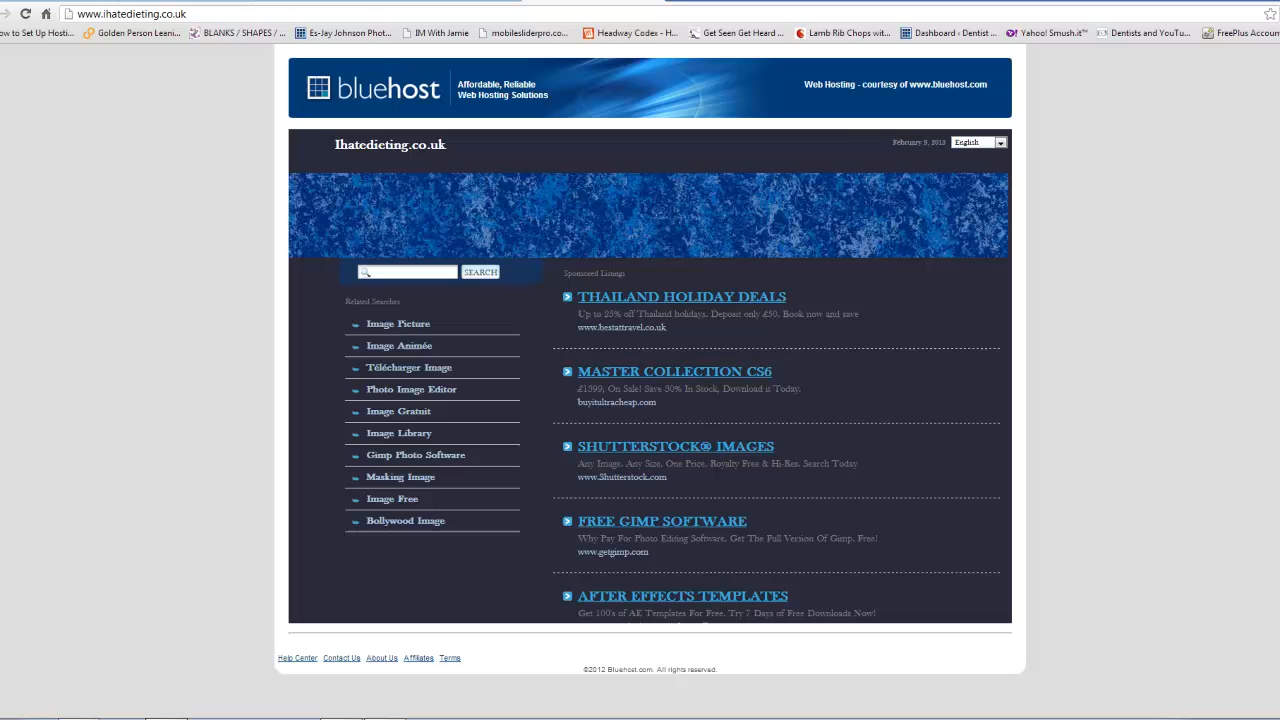 www.ihatedieting.co.uk
ow to Set Up Hosti...
Golden Person Leani...
BLANKS / SHAPES / ...
Es-Jay Johnson Phot...
IM With Jamie
mobilesliderpro.co...
Headway Codex - H...
Get Seen Get Heard ...
Lamb Rib Chops wit...
Dashboard ‹ Dentist ...
Yahoo! Smush.it™
Dentists and YouTu...
FreePlus Account
bluehost
Affordable, Reliable
Web Hosting Solutions
Web Hosting - courtesy of www.bluehost.com
Ihatedieting.co.uk
February 9, 2013
English
SEARCH
Related Searches
Image Picture
Image Animée
Télécharger Image
Photo Image Editor
Image Gratuit
Image Library
Gimp Photo Software
Masking Image
Image Free
Bollywood Image
Sponsored Listings
THAILAND HOLIDAY DEALS
Up to 25% off Thailand holidays. Deposit only £50. Book now and save
www.bestattravel.co.uk
MASTER COLLECTION CS6
£1399, On Sale! Save 30% In Stock, Download it Today.
buyitultracheap.com
SHUTTERSTOCK® IMAGES
Any Image, Any Size, One Price. Royalty Free & Hi-Res. Search Today
www.Shutterstock.com
FREE GIMP SOFTWARE
Why Pay For Photo Editing Software. Get The Full Version Of Gimp. Free!
www.getgimp.com
AFTER EFFECTS TEMPLATES
Get 100's of AE Templates For Free. Try 7 Days of Free Downloads Now!
Help Center
Contact Us
About Us
Affiliates
Terms
©2012 Bluehost.com. All rights reserved.